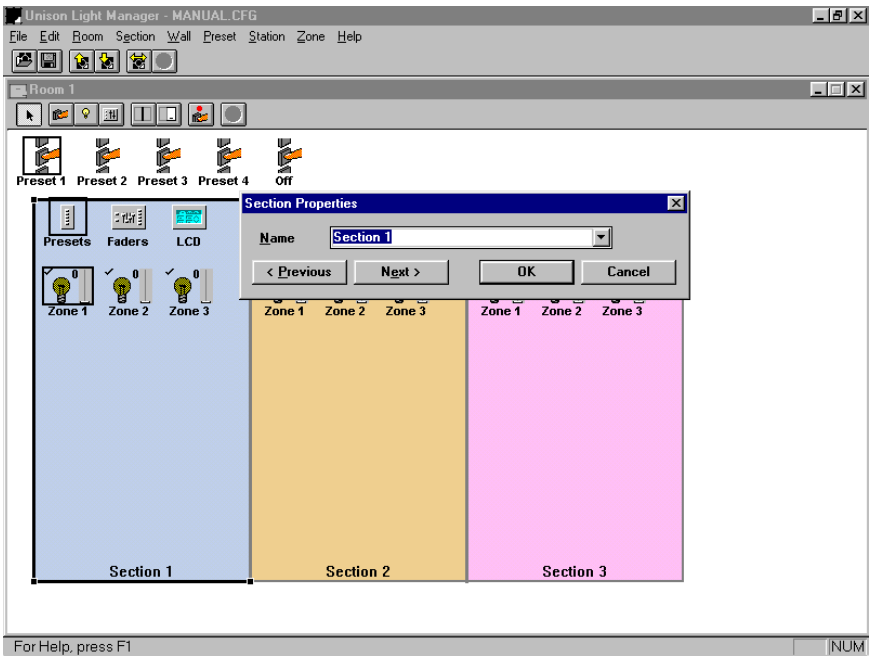 Unison Light Manager - MANUAL.CFG
File Edit Room Section Wall Preset Station Zone Help
Room 1
Preset 1 Preset 2 Preset 3 Preset 4 Off
Section Properties
Name Section 1
< Previous Next > OK Cancel
Presets Faders LCD
0 0 0
Zone 1 Zone 2 Zone 3 Zone 1 Zone 2 Zone 3 Zone 1 Zone 2 Zone 3
Section 1 Section 2 Section 3
For Help, press F1 NUM